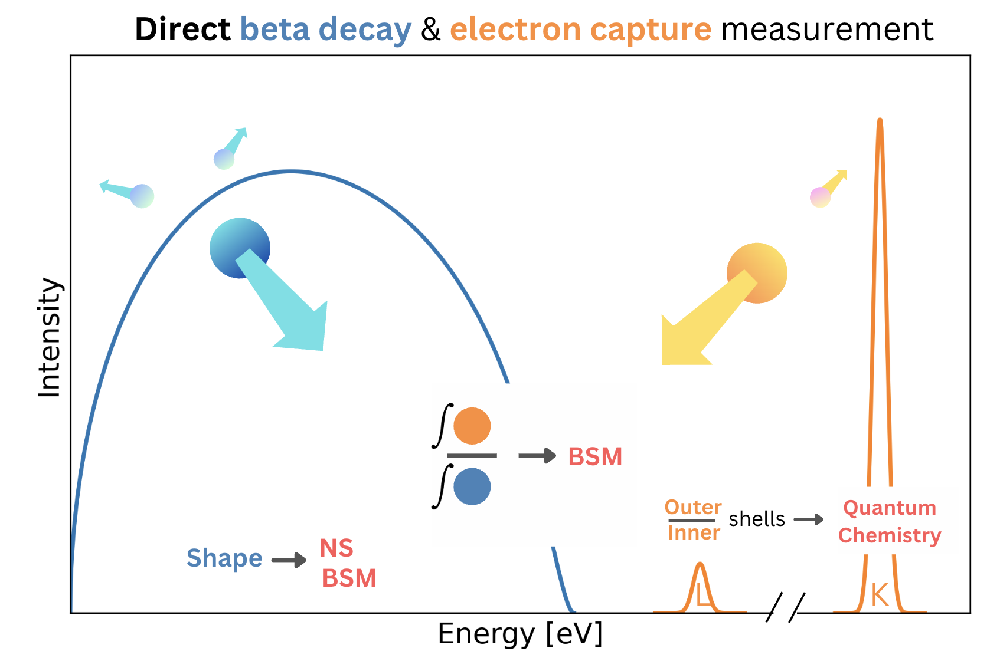 Direct beta decay & electron capture measurement
Intensity
∫
∫
BSM
Outer
Inner
shells
Quantum
Chemistry
Shape
NS
BSM
L
K
Energy [eV]